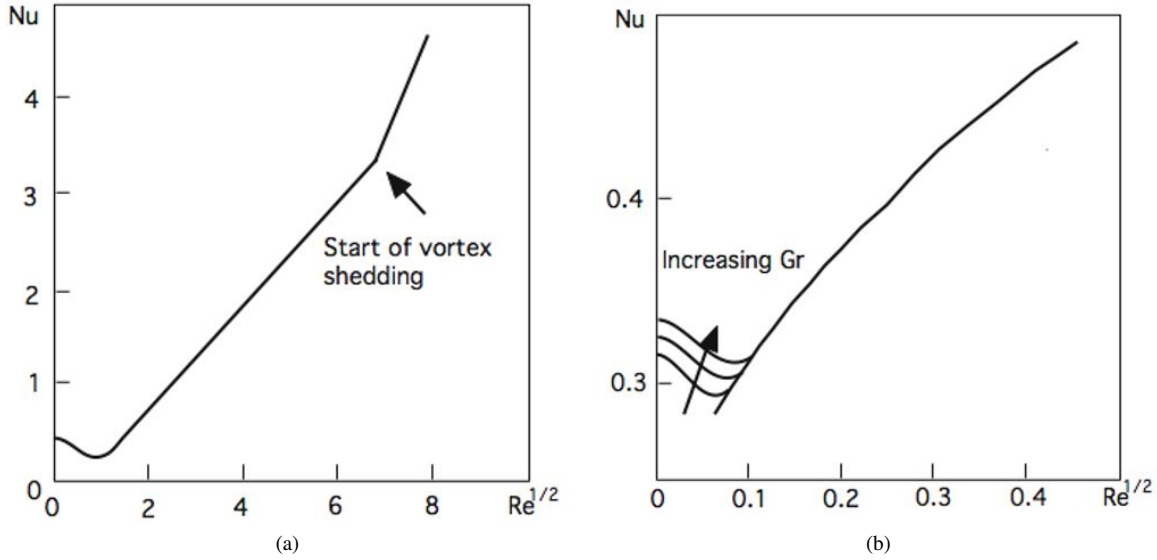 Nu
4
3
2
1
0
Start of vortex
shedding
0
2
4
6
8
Re^1/2
(a)
Nu
0.4
Increasing Gr
0.3
0
0.1
0.2
0.3
0.4
Re^1/2
(b)